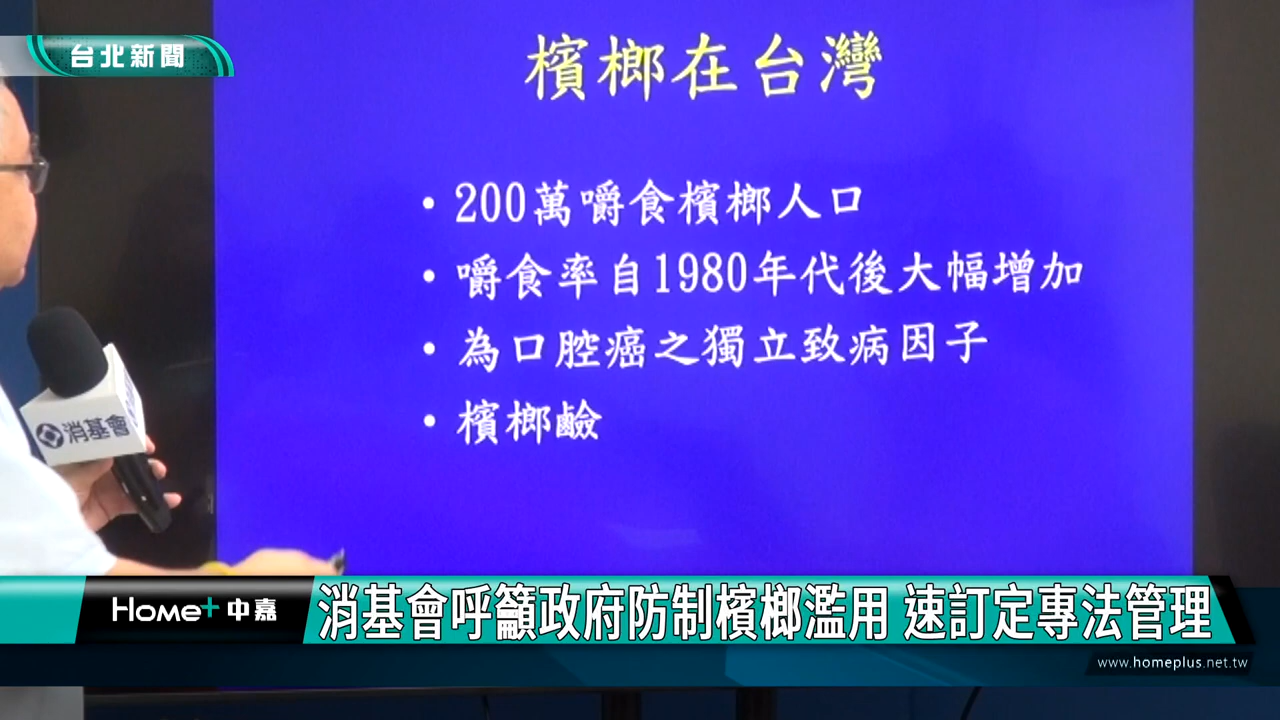 台北新聞
檳榔在台灣
・200萬嚼食檳榔人口
・嚼食率自1980年代後大幅增加
・為口腔癌之獨立致病因子
・檳榔鹼
消基會
Home+中嘉
消基會呼籲政府防制檳榔濫用 速訂定專法管理
www.homeplus.net.tw